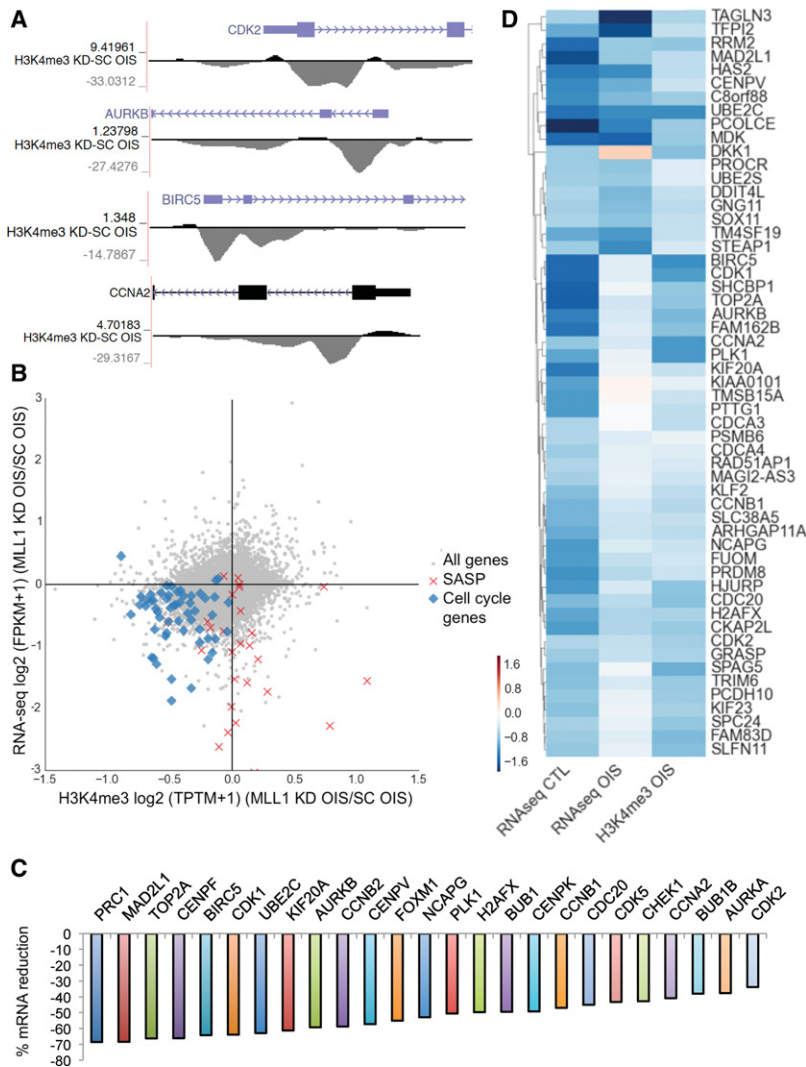 A
CDK2
9.41961
H3K4me3 KD-SC OIS
-33.0312
AURKB
1.23798
H3K4me3 KD-SC OIS
-27.4276
BIRC5
1.348
H3K4me3 KD-SC OIS
-14.7867
CCNA2
4.70183
H3K4me3 KD-SC OIS
-29.3167
B
RNA-seq log2 (FPKM+1) (MLL1 KD OIS/SC OIS)
3
2
1
0
-1
-2
-3
-1.5
-1.0
-0.5
0.0
0.5
1.0
1.5
H3K4me3 log2 (TPTM+1) (MLL1 KD OIS/SC OIS)
All genes
SASP
Cell cycle
genes
D
TAGLN3
TFPI2
RRM2
MAD2L1
HAS2
CENPV
C8orf88
UBE2C
PCOLCE
MDK
DKK1
PROCR
UBE2S
DDIT4L
GNG11
SOX11
TM4SF19
STEAP1
BIRC5
CDK1
SHCBP1
TOP2A
AURKB
FAM162B
CCNA2
PLK1
KIF20A
KIAA0101
TMSB15A
PTTG1
CDCA3
PSMB6
CDCA4
RAD51AP1
MAGI2-AS3
KLF2
CCNB1
SLC38A5
ARHGAP11A
NCAPG
FUOM
PRDM8
HJURP
CDC20
H2AFX
CKAP2L
CDK2
GRASP
SPAG5
TRIM6
PCDH10
KIF23
SPC24
FAM83D
SLFN11
1.6
0.8
0.0
-0.8
-1.6
RNAseq CTL
RNAseq OIS
H3K4me3 OIS
C
PRC1
MAD2L1
TOP2A
CENPF
BIRC5
CDK1
UBE2C
KIF20A
AURKB
CCNB2
CENPV
FOXM1
NCAPG
PLK1
H2AFX
BUB1
CENPK
CCNB1
CDC20
CDK5
CHEK1
CCNA2
BUB1B
AURKA
CDK2
% mRNA reduction
0
-10
-20
-30
-40
-50
-60
-70
-80